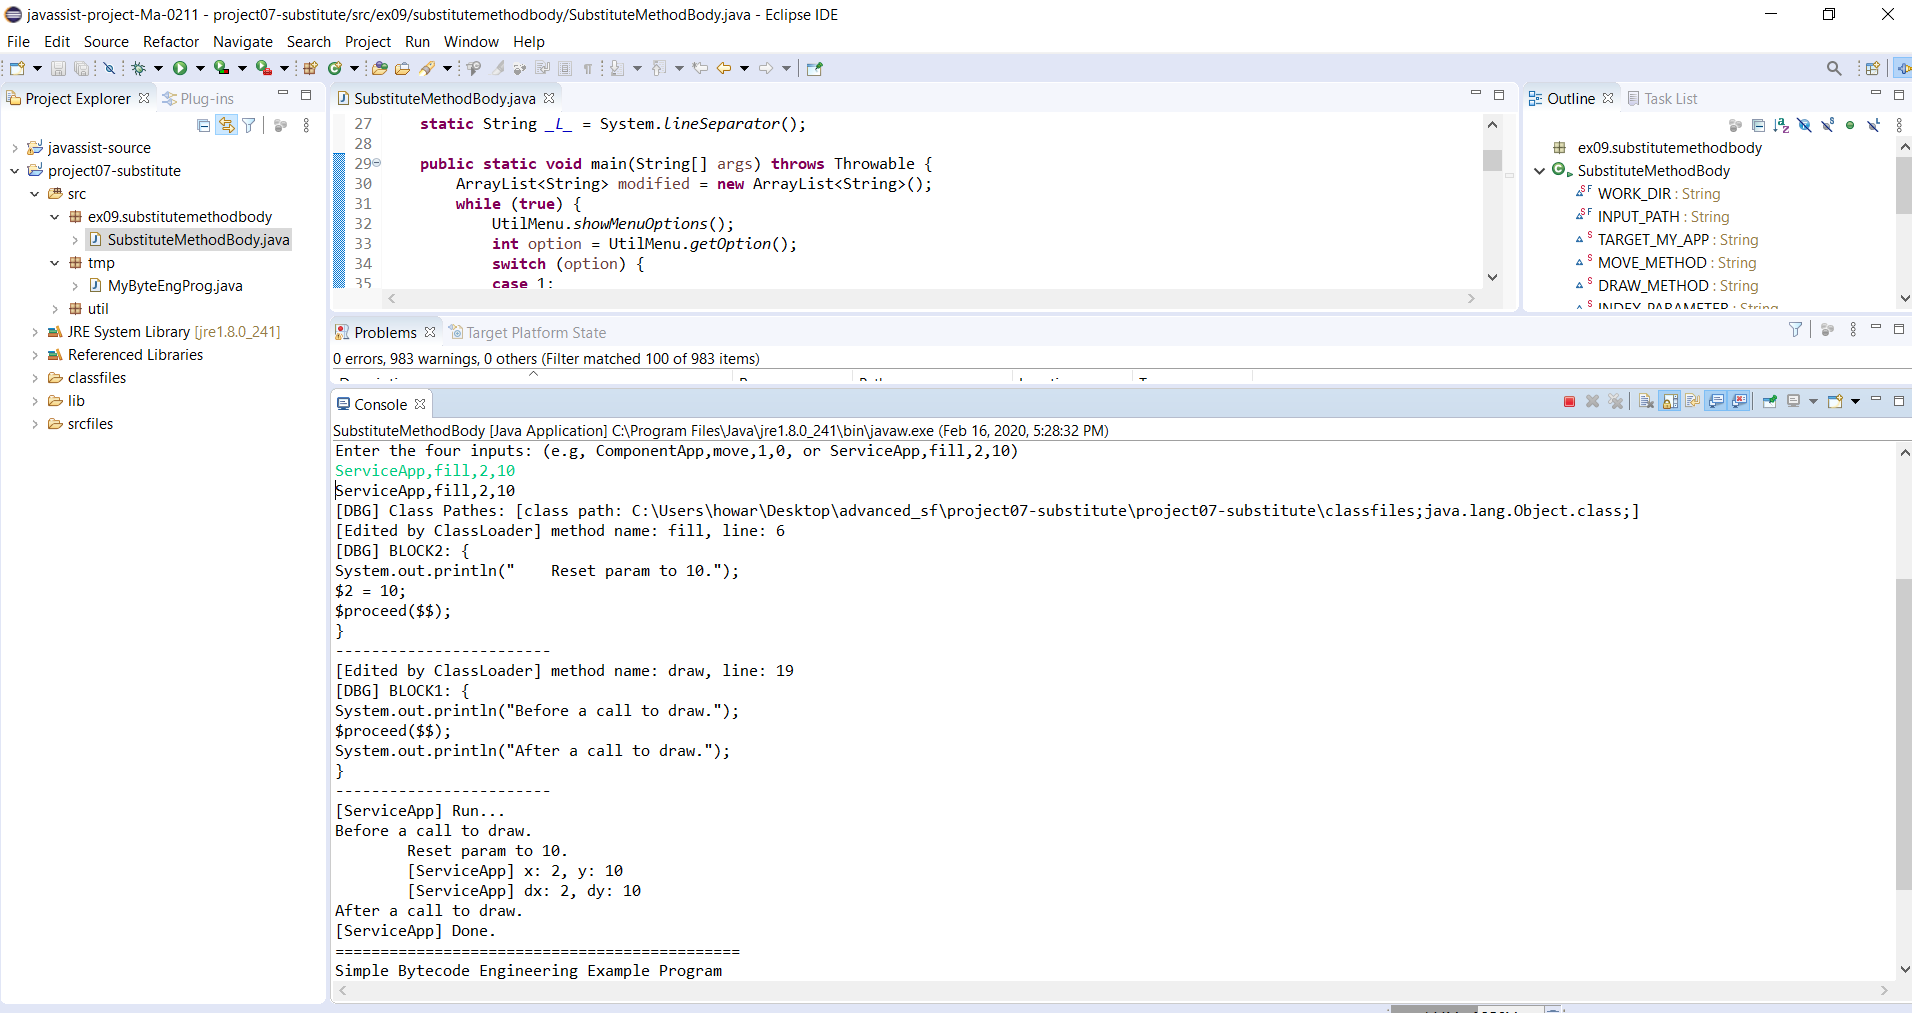 javassist-project-Ma-0211 - project07-substitute/src/ex09/substitutemethodbody/SubstituteMethodBody.java - Eclipse IDE
File Edit Source Refactor Navigate Search Project Run Window Help
Project Explorer Plug-ins
javassist-source
project07-substitute
src
ex09.substitutemethodbody
SubstituteMethodBody.java
tmp
MyByteEngProg.java
util
JRE System Library [jre1.8.0_241]
Referenced Libraries
classfiles
lib
srcfiles
SubstituteMethodBody.java
27 static String _L_ = System.lineSeparator();
28
29 public static void main(String[] args) throws Throwable {
30 ArrayList<String> modified = new ArrayList<String>();
31 while (true) {
32 UtilMenu.showMenuOptions();
33 int option = UtilMenu.getOption();
34 switch (option) {
35 case 1:
Outline Task List
ex09.substitutemethodbody
SubstituteMethodBody
WORK_DIR : String
INPUT_PATH : String
TARGET_MY_APP : String
MOVE_METHOD : String
DRAW_METHOD : String
INDEX_PARAMETER : String
Problems Target Platform State
0 errors, 983 warnings, 0 others (Filter matched 100 of 983 items)
Console
SubstituteMethodBody [Java Application] C:\Program Files\Java\jre1.8.0_241\bin\javaw.exe (Feb 16, 2020, 5:28:32 PM)
Enter the four inputs: (e.g, ComponentApp,move,1,0, or ServiceApp,fill,2,10)
ServiceApp,fill,2,10
ServiceApp,fill,2,10
[DBG] Class Pathes: [class path: C:\Users\howar\Desktop\advanced_sf\project07-substitute\project07-substitute\classfiles;java.lang.Object.class;]
[Edited by ClassLoader] method name: fill, line: 6
[DBG] BLOCK2: {
System.out.println("    Reset param to 10.");
$2 = 10;
$proceed($$);
}
------------------------
[Edited by ClassLoader] method name: draw, line: 19
[DBG] BLOCK1: {
System.out.println("Before a call to draw.");
$proceed($$);
System.out.println("After a call to draw.");
}
------------------------
[ServiceApp] Run...
Before a call to draw.
Reset param to 10.
[ServiceApp] x: 2, y: 10
[ServiceApp] dx: 2, dy: 10
After a call to draw.
[ServiceApp] Done.
=============================================
Simple Bytecode Engineering Example Program